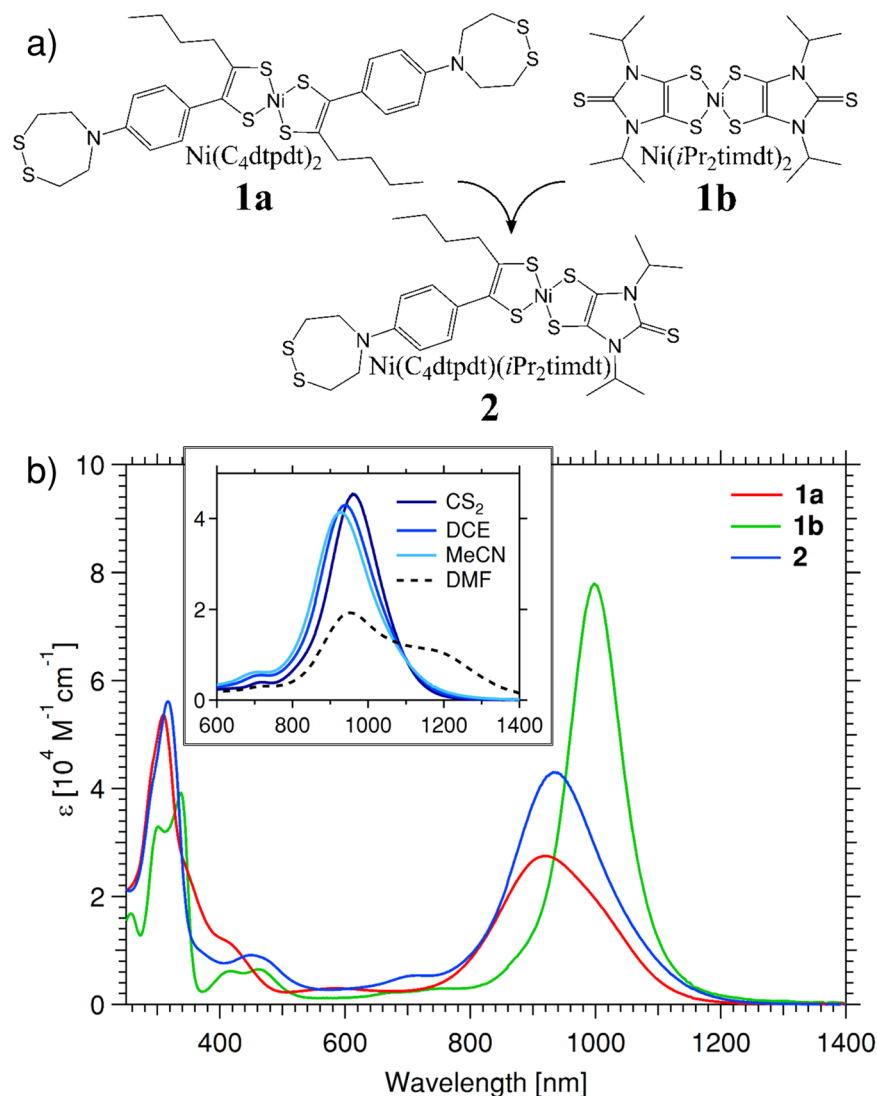 a)
S S N S S Ni S S N S S
Ni(C₄dtpdt)₂
1a
N S S N S Ni S N S S N
Ni(iPr₂timdt)₂
1b
S S N S S Ni S S N S N
Ni(C₄dtpdt)(iPr₂timdt)
2
b)
10
8
6
4
2
0
ε [10⁴ M⁻¹ cm⁻¹]
400 600 800 1000 1200 1400
Wavelength [nm]
1a
1b
2
4
2
0
600 800 1000 1200 1400
CS₂
DCE
MeCN
DMF